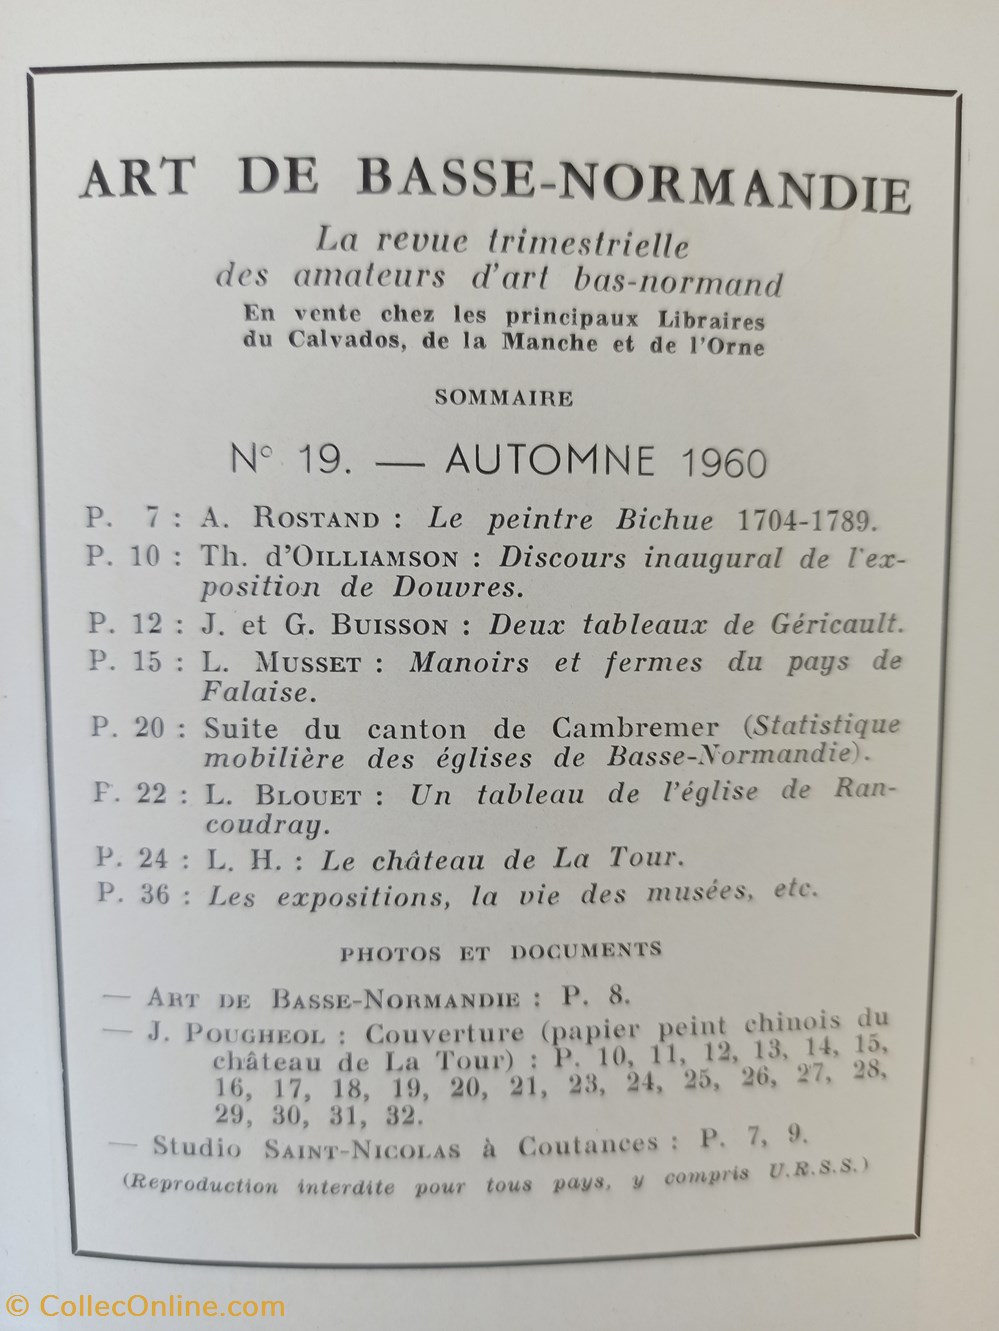 ART DE BASSE-NORMANDIE
La revue trimestrielle
des amateurs d'art bas-normand
En vente chez les principaux Libraires
du Calvados, de la Manche et de l'Orne
SOMMAIRE
N° 19. — AUTOMNE 1960
P. 7 : A. ROSTAND : Le peintre Bichue 1704-1789.
P. 10 : Th. d'OILLIAMSON : Discours inaugural de l'ex-
position de Douvres.
P. 12 : J. et G. BUISSON : Deux tableaux de Géricault.
P. 15 : L. MUSSET : Manoirs et fermes du pays de
Falaise.
P. 20 : Suite du canton de Cambremer (Statistique
mobilière des églises de Basse-Normandie).
P. 22 : L. BLOUET : Un tableau de l'église de Ran-
coudray.
P. 24 : L. H. : Le château de La Tour.
P. 36 : Les expositions, la vie des musées, etc.
PHOTOS ET DOCUMENTS
— ART DE BASSE-NORMANDIE : P. 8.
— J. POUGHEOL : Couverture (papier peint chinois du
château de La Tour) : P. 10, 11, 12, 13, 14, 15,
16, 17, 18, 19, 20, 21, 23, 24, 25, 26, 27, 28,
29, 30, 31, 32.
— Studio SAINT-NICOLAS à Coutances : P. 7, 9.
(Reproduction interdite pour tous pays, y compris U.R.S.S.)
© CollecOnline.com